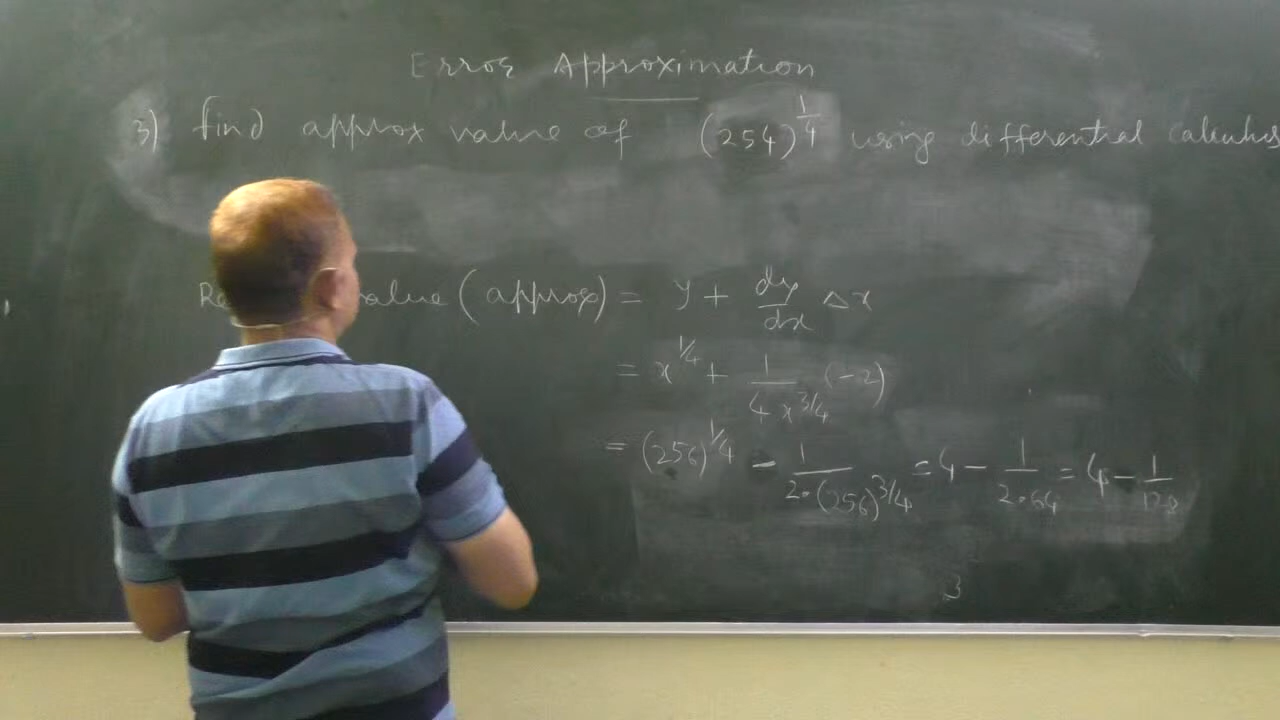 Error Approximation
3) find approx value of (254)^1/4 using differential calculus
value (approx) = y + dy/dx Δx
= x^1/4 + 1/(4 x^3/4) (-2)
= (256)^1/4 - 1/(2.(256)^3/4) = 4 - 1/(2.64) = 4 - 1/128
3